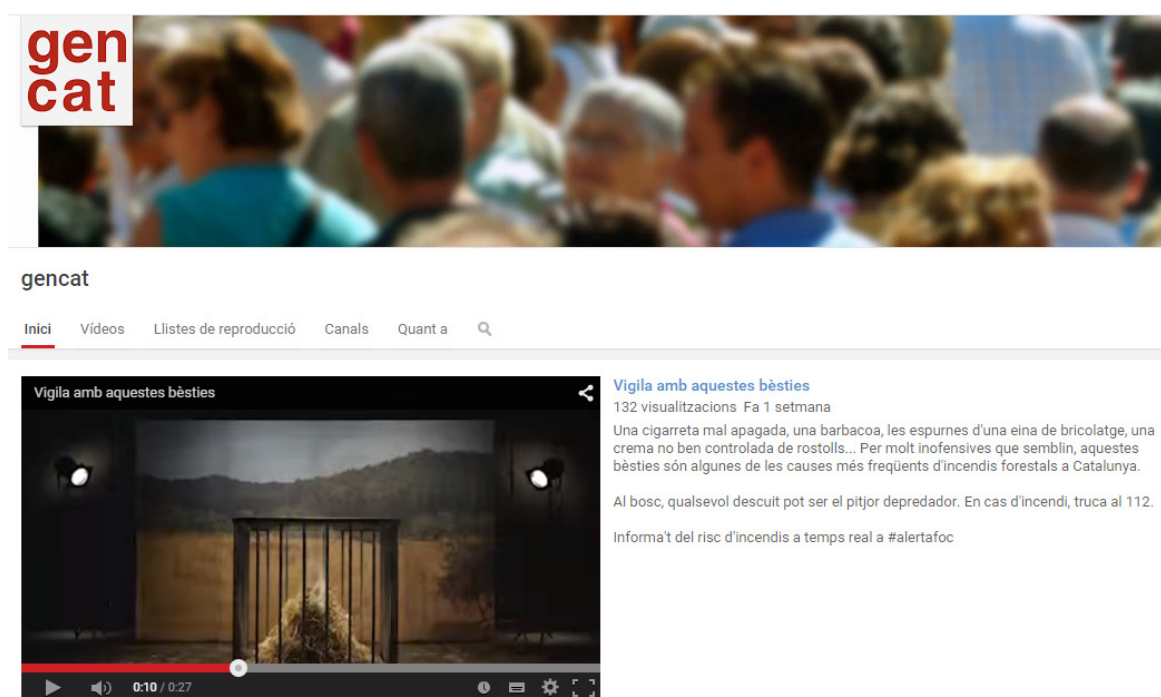 gen
cat
gencat
Inici Vídeos Llistes de reproducció Canals Quant a
Vigila amb aquestes bèsties
0:10 / 0:27
Vigila amb aquestes bèsties
132 visualitzacions Fa 1 setmana
Una cigarreta mal apagada, una barbacoa, les espurnes d'una eina de bricolatge, una
crema no ben controlada de rostolls... Per molt inofensives que semblin, aquestes
bèsties són algunes de les causes més freqüents d'incendis forestals a Catalunya.
Al bosc, qualsevol descuit pot ser el pitjor depredador. En cas d'incendi, truca al 112.
Informa't del risc d'incendis a temps real a #alertafoc